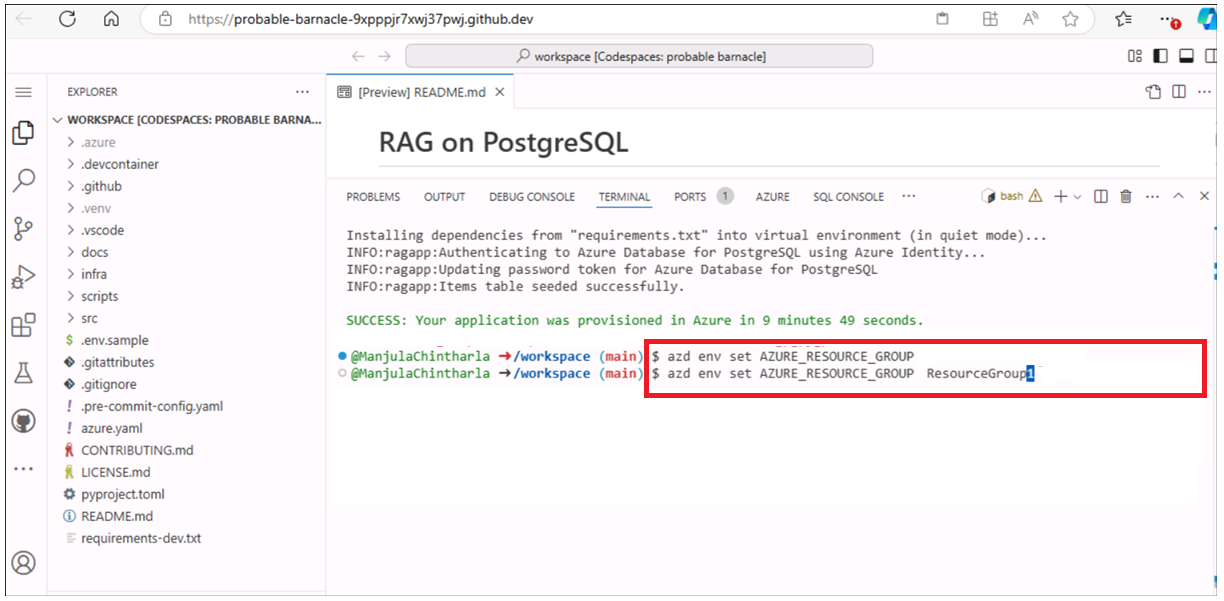 https://probable-barnacle-9xpppjr7xwj37pwj.github.dev
workspace [Codespaces: probable barnacle]
EXPLORER
WORKSPACE [CODESPACES: PROBABLE BARNA...
.azure
.devcontainer
.github
.venv
.vscode
docs
infra
scripts
src
.env.sample
.gitattributes
.gitignore
.pre-commit-config.yaml
azure.yaml
CONTRIBUTING.md
LICENSE.md
pyproject.toml
README.md
requirements-dev.txt
[Preview] README.md
RAG on PostgreSQL
PROBLEMS OUTPUT DEBUG CONSOLE TERMINAL PORTS 1 AZURE SQL CONSOLE ··· bash
Installing dependencies from "requirements.txt" into virtual environment (in quiet mode)...
INFO:ragapp:Authenticating to Azure Database for PostgreSQL using Azure Identity...
INFO:ragapp:Updating password token for Azure Database for PostgreSQL
INFO:ragapp:Items table seeded successfully.
SUCCESS: Your application was provisioned in Azure in 9 minutes 49 seconds.
@ManjulaChintharla ➜/workspace (main) $ azd env set AZURE_RESOURCE_GROUP
@ManjulaChintharla ➜/workspace (main) $ azd env set AZURE_RESOURCE_GROUP ResourceGroup1